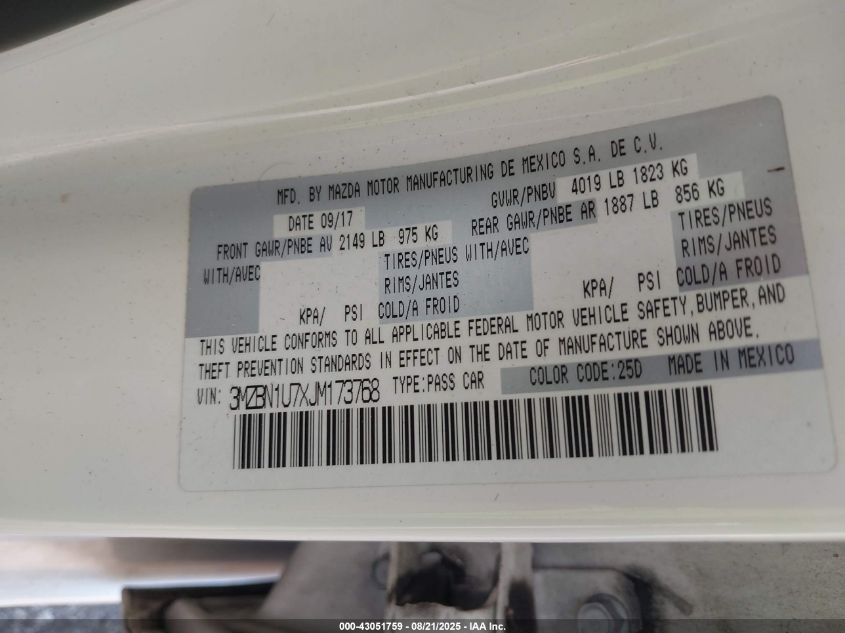 MFD. BY MAZDA MOTOR MANUFACTURING DE MEXICO S.A. DE C.V.
DATE 09/17 GVWR/PNBV 4019 LB 1823 KG
FRONT GAWR/PNBE AV 2149 LB 975 KG REAR GAWR/PNBE AR 1887 LB 856 KG
WITH/AVEC TIRES/PNEUS WITH/AVEC TIRES/PNEUS
RIMS/JANTES RIMS/JANTES
KPA/ PSI COLD/A FROID KPA/ PSI COLD/A FROID
THIS VEHICLE CONFORMS TO ALL APPLICABLE FEDERAL MOTOR VEHICLE SAFETY,BUMPER,AND
THEFT PREVENTION STANDARDS IN EFFECT ON THE DATE OF MANUFACTURE SHOWN ABOVE.
VIN: 3MZBN1U7XJM173768 TYPE:PASS CAR COLOR CODE:25D MADE IN MEXICO
000-43051759 - 08/21/2025 - IAA Inc.